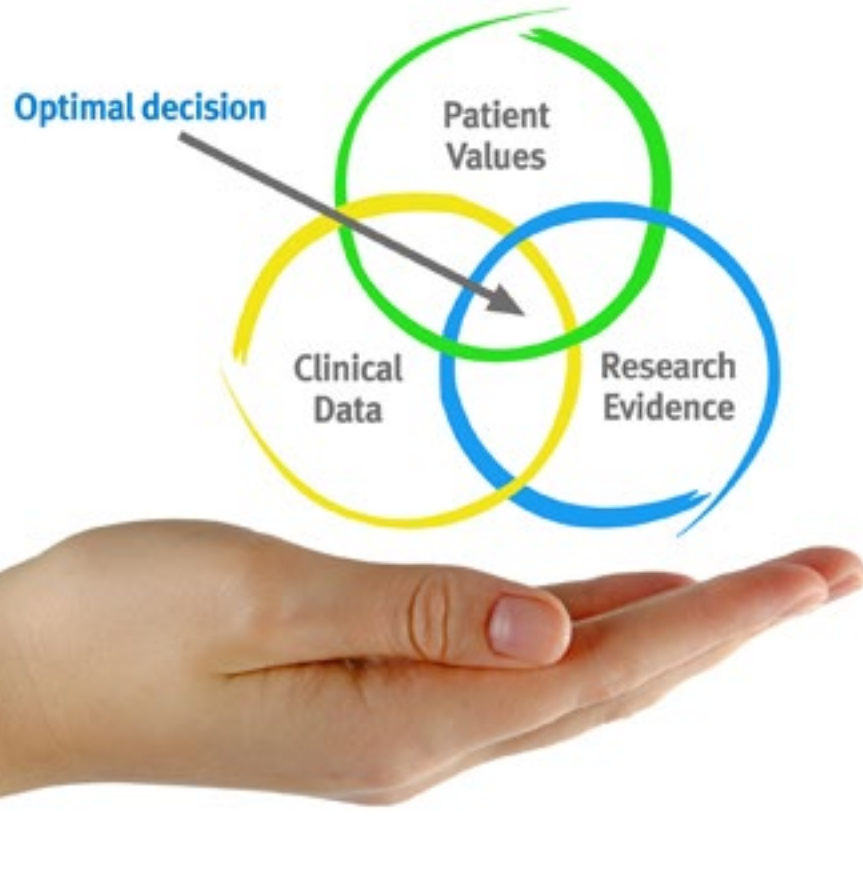 Optimal decision
Patient
Values
Clinical
Data
Research
Evidence